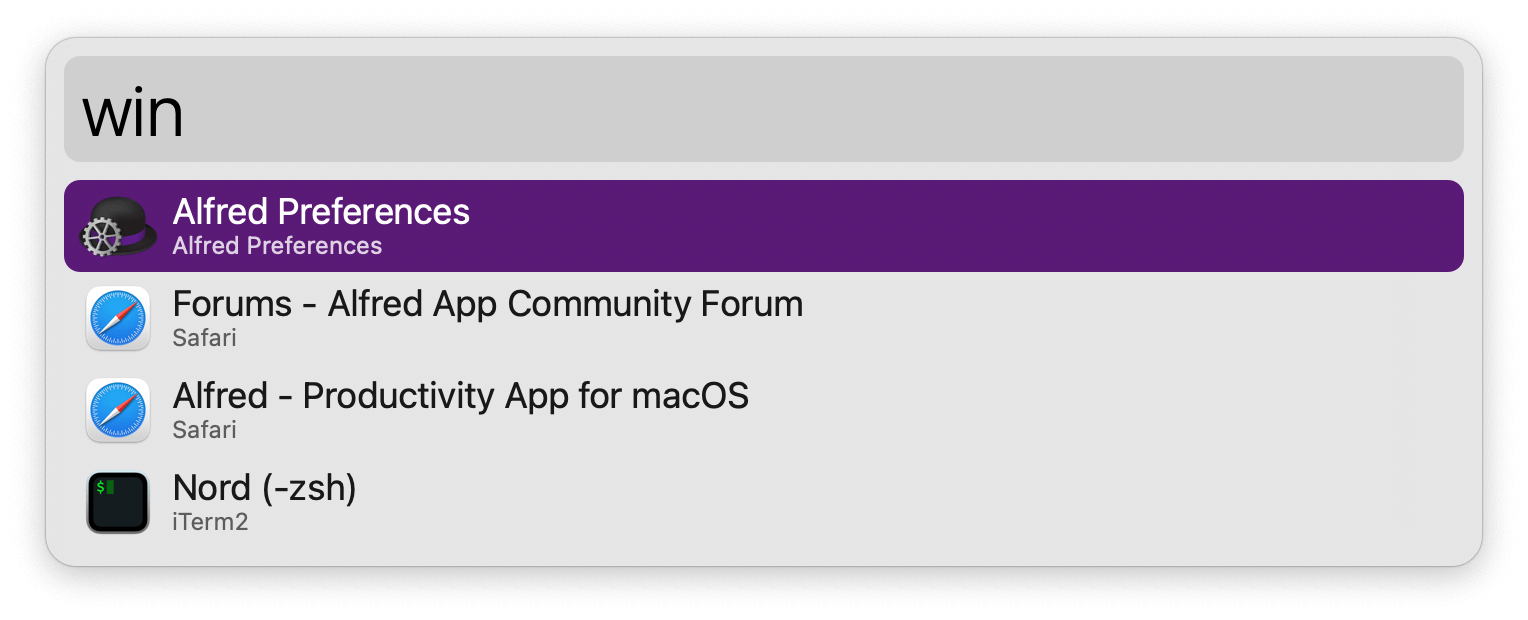 win
Alfred Preferences
Alfred Preferences
Forums - Alfred App Community Forum
Safari
Alfred - Productivity App for macOS
Safari
$
Nord (-zsh)
iTerm2